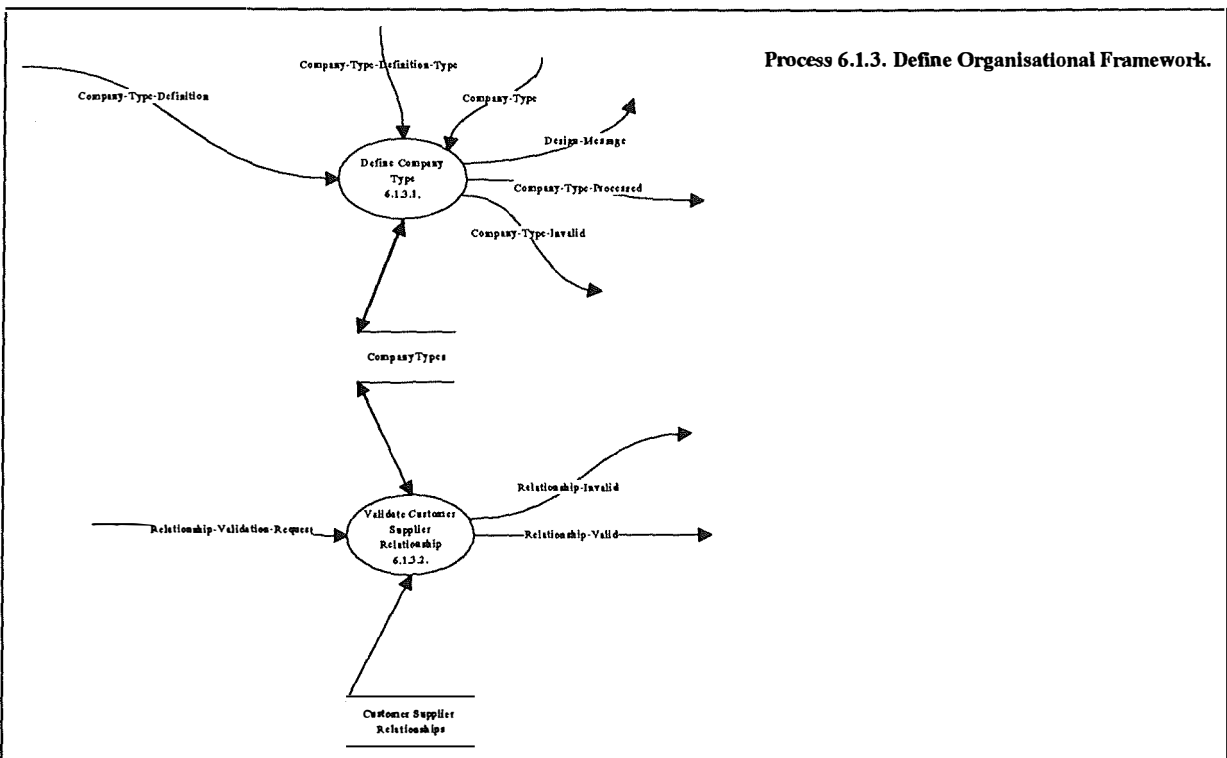 Process 6.1.3. Define Organisational Framework.
Company-Type-Definition-Type
Company-Type-Definition
Company-Type
Design-Message
Define Company
Type
6.1.3.1.
Company-Type-Processed
Company-Type-Invalid
Company Types
Relationship-Invalid
Validate Customer
Supplier
Relationship
6.1.3.2.
Relationship-Validation-Request
Relationship-Valid
Customer Supplier
Relationships